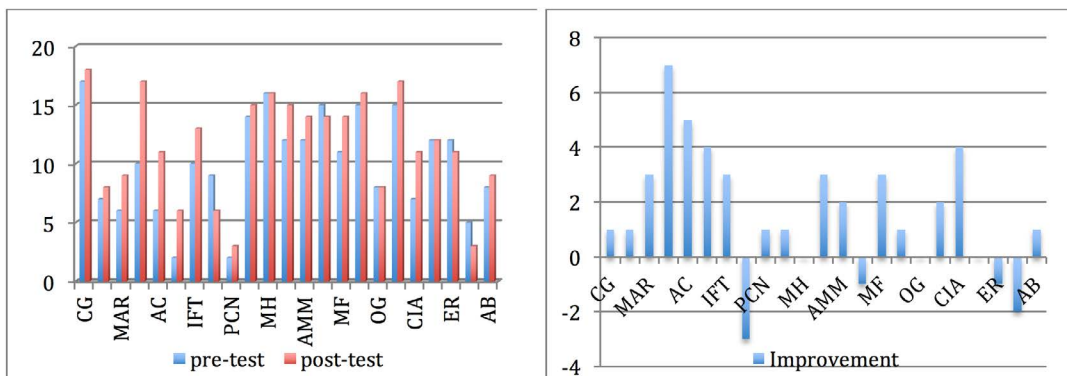 20
15
10
5
0
CG
MAR
AC
IFT
PCN
MH
AMM
MF
OG
CIA
ER
AB
pre-test
post-test
8
6
4
2
0
-2
-4
CG
MAR
AC
IFT
PCN
MH
AMM
MF
OG
CIA
ER
AB
Improvement